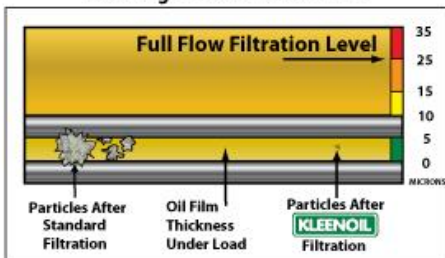 Full Flow Filtration Level
35
25
15
10
5
0
MICRONS
Particles After
Standard
Filtration
Oil Film
Thickness
Under Load
Particles After
KLEENOIL
Filtration